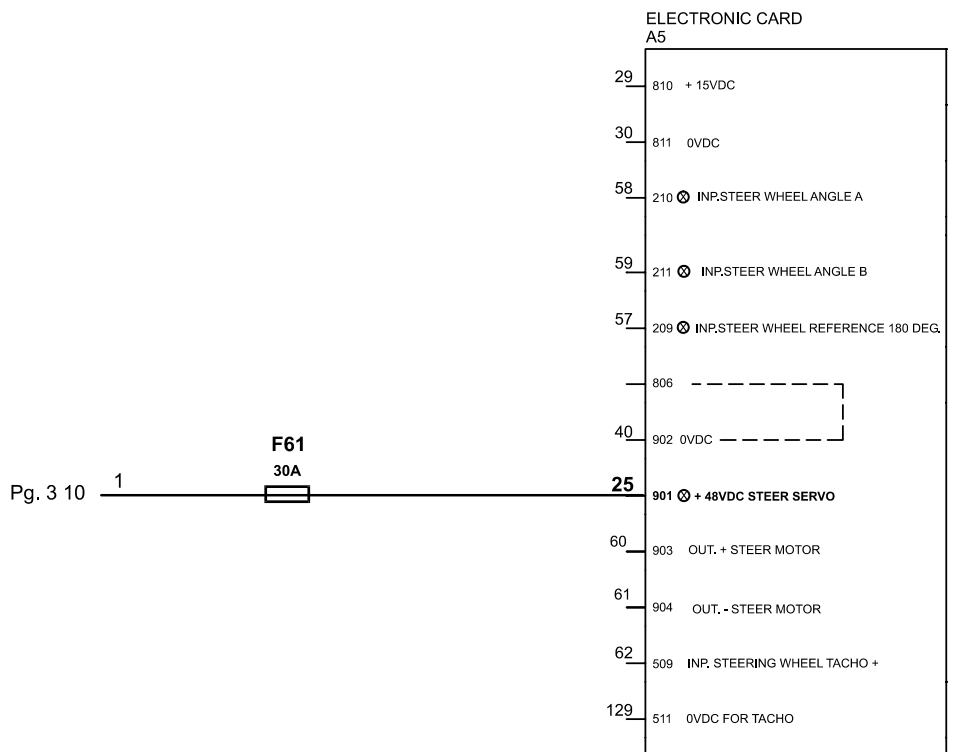 ELECTRONIC CARD
A5
29 810 + 15VDC
30 811 0VDC
58 210 INP.STEER WHEEL ANGLE A
59 211 INP.STEER WHEEL ANGLE B
57 209 INP.STEER WHEEL REFERENCE 180 DEG.
806
40 902 0VDC
F61
30A
Pg. 3 10 1 25 901 + 48VDC STEER SERVO
60 903 OUT. + STEER MOTOR
61 904 OUT. - STEER MOTOR
62 509 INP. STEERING WHEEL TACHO +
129 511 0VDC FOR TACHO